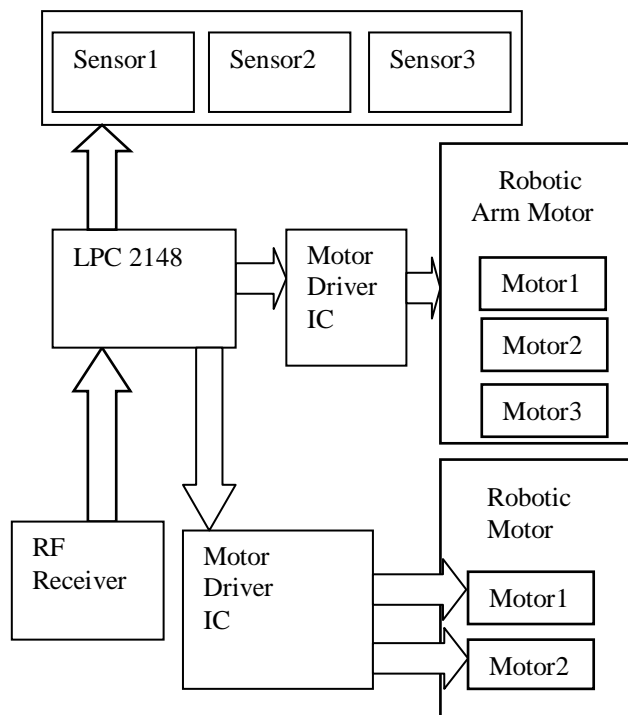 Sensor1
Sensor2
Sensor3
LPC 2148
Motor
Driver
IC
Robotic
Arm Motor
Motor1
Motor2
Motor3
RF
Receiver
Motor
Driver
IC
Robotic
Motor
Motor1
Motor2